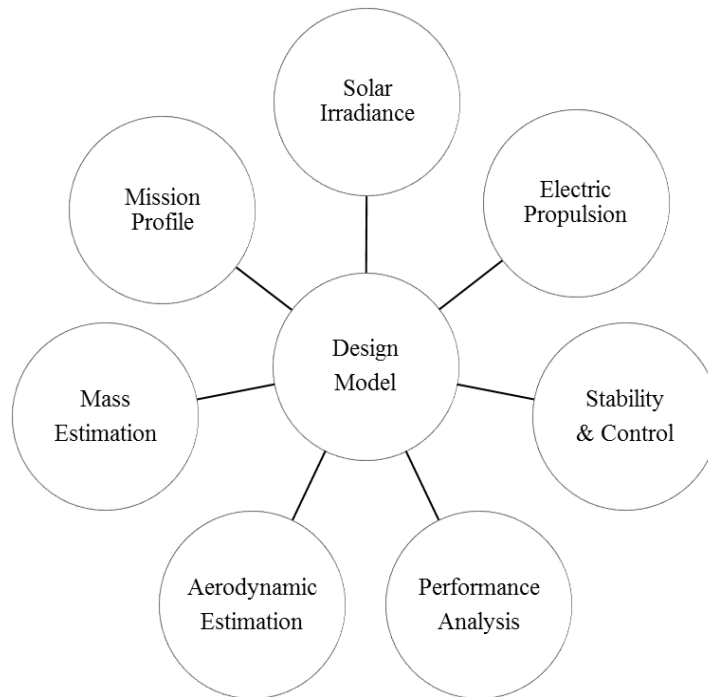 Solar
Irradiance
Electric
Propulsion
Mission
Profile
Design
Model
Mass
Estimation
Stability
& Control
Aerodynamic
Estimation
Performance
Analysis